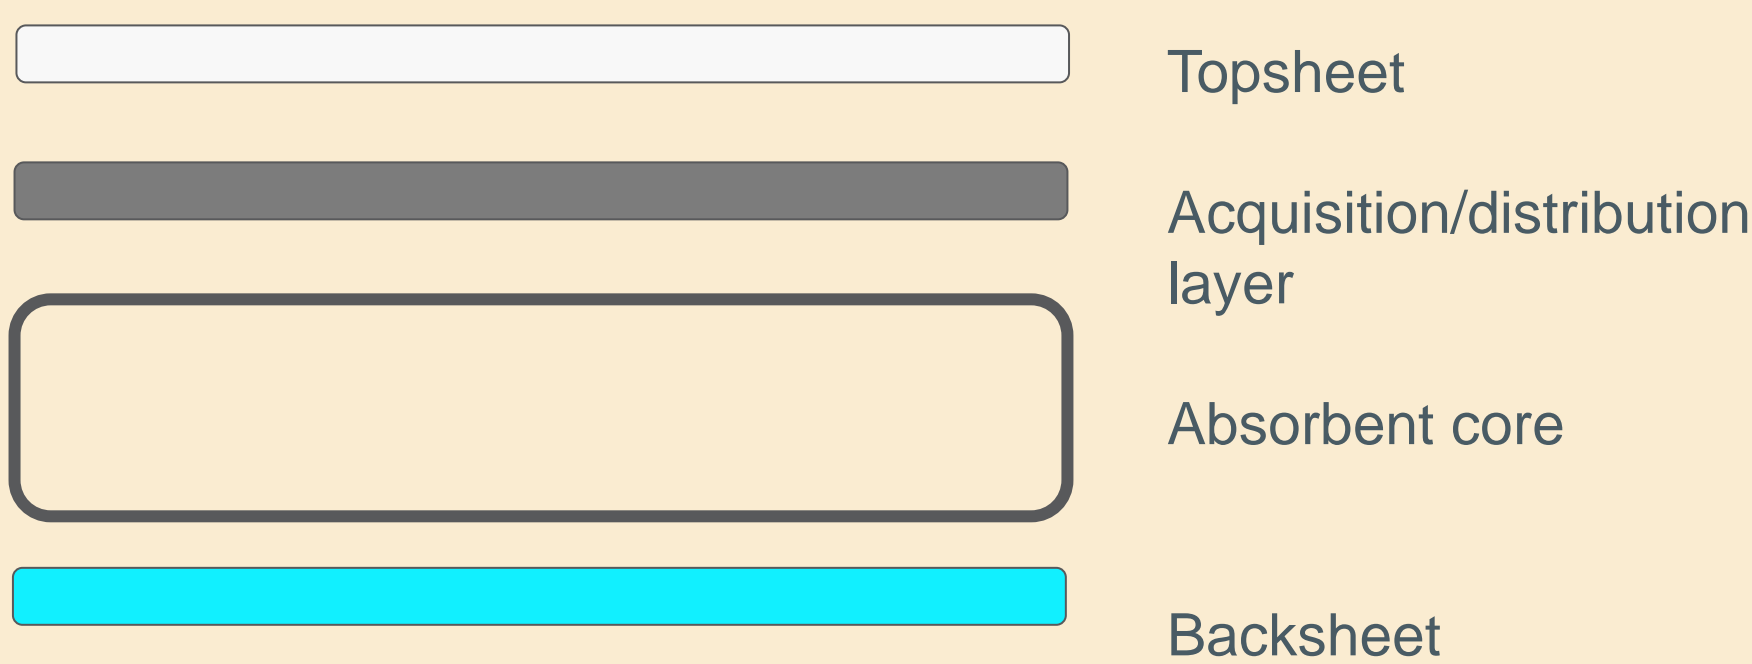 Topsheet
Acquisition/distribution
layer
Absorbent core
Backsheet